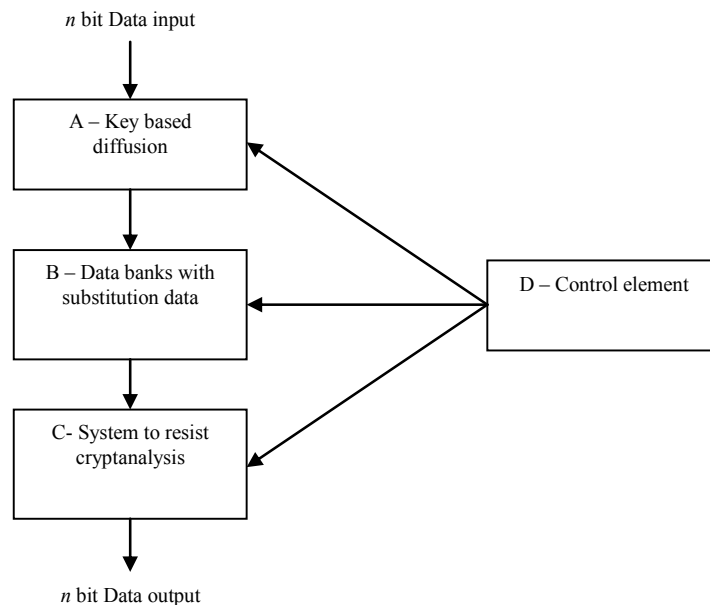 n bit Data input
A – Key based
diffusion
B – Data banks with
substitution data
D – Control element
C- System to resist
cryptanalysis
n bit Data output